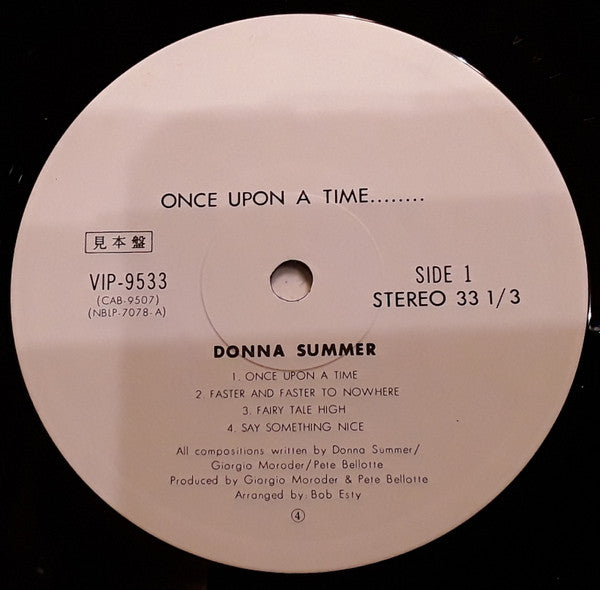 ONCE UPON A TIME........
見本盤
VIP-9533
(CAB-9507)
(NBLP-7078-A)
SIDE 1
STEREO 33 1/3
DONNA SUMMER
1. ONCE UPON A TIME
2. FASTER AND FASTER TO NOWHERE
3. FAIRY TALE HIGH
4. SAY SOMETHING NICE
All compositions written by Donna Summer/
Giorgio Moroder/Pete Bellotte
Produced by Giorgio Moroder & Pete Bellotte
Arranged by: Bob Esty
④